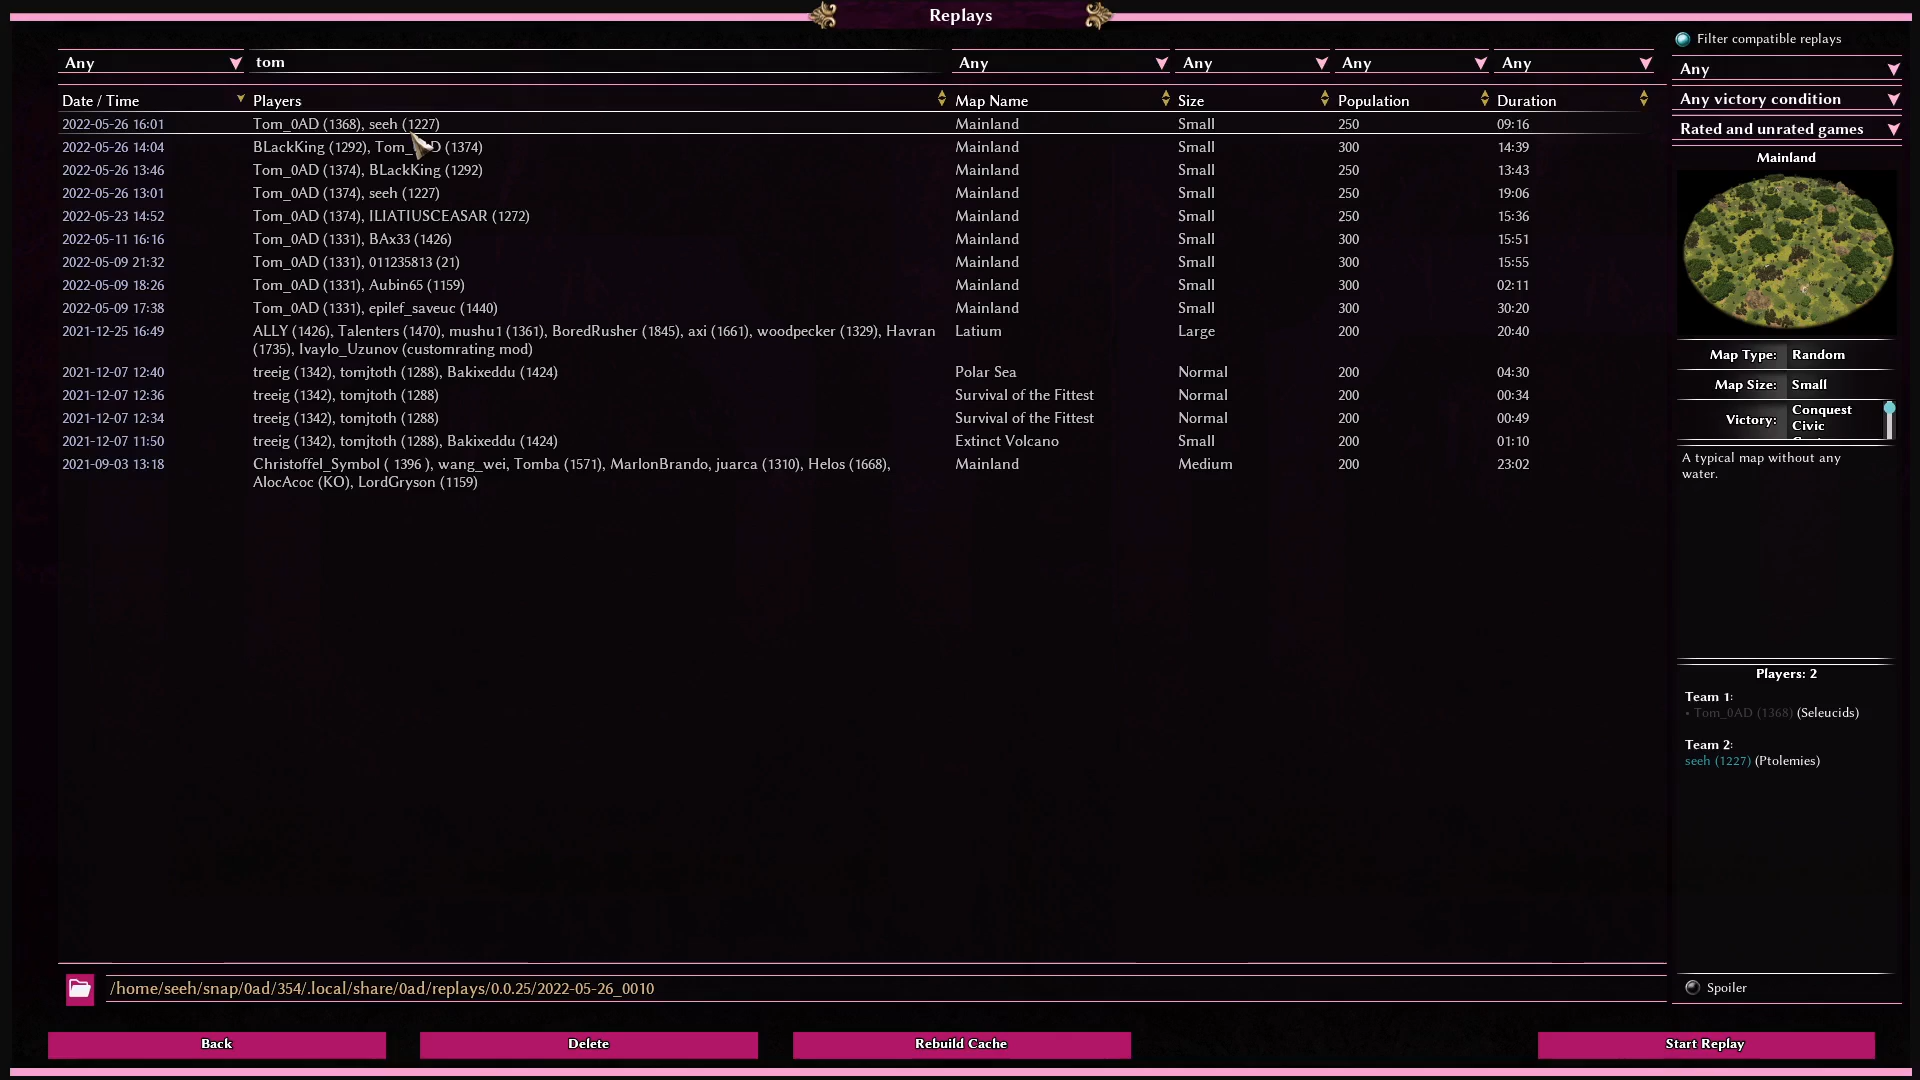 Replays
Filter compatible replays
Any tom Any Any Any Any
Any
Any victory condition
Rated and unrated games
Date / Time Players Map Name Size Population Duration
2022-05-26 16:01 Tom_0AD (1368), seeh (1227) Mainland Small 250 09:16
2022-05-26 14:04 BLackKing (1292), Tom_ D (1374) Mainland Small 300 14:39
2022-05-26 13:46 Tom_0AD (1374), BLackKing (1292) Mainland Small 250 13:43
2022-05-26 13:01 Tom_0AD (1374), seeh (1227) Mainland Small 250 19:06
2022-05-23 14:52 Tom_0AD (1374), ILIATIUSCEASAR (1272) Mainland Small 250 15:36
2022-05-11 16:16 Tom_0AD (1331), BAx33 (1426) Mainland Small 300 15:51
2022-05-09 21:32 Tom_0AD (1331), 011235813 (21) Mainland Small 300 15:55
2022-05-09 18:26 Tom_0AD (1331), Aubin65 (1159) Mainland Small 300 02:11
2022-05-09 17:38 Tom_0AD (1331), epilef_saveuc (1440) Mainland Small 300 30:20
2021-12-25 16:49 ALLY (1426), Talenters (1470), mushu1 (1361), BoredRusher (1845), axi (1661), woodpecker (1329), Havran Latium Large 200 20:40
(1735), Ivaylo_Uzunov (customrating mod)
2021-12-07 12:40 treeig (1342), tomjtoth (1288), Bakixeddu (1424) Polar Sea Normal 200 04:30
2021-12-07 12:36 treeig (1342), tomjtoth (1288) Survival of the Fittest Normal 200 00:34
2021-12-07 12:34 treeig (1342), tomjtoth (1288) Survival of the Fittest Normal 200 00:49
2021-12-07 11:50 treeig (1342), tomjtoth (1288), Bakixeddu (1424) Extinct Volcano Small 200 01:10
2021-09-03 13:18 Christoffel_Symbol ( 1396 ), wang_wei, Tomba (1571), MarlonBrando, juarca (1310), Helos (1668), Mainland Medium 200 23:02
AlocAcoc (KO), LordGryson (1159)
Mainland
Map Type: Random
Map Size: Small
Victory: Conquest
Civic
A typical map without any
water.
Players: 2
Team 1:
• Tom_0AD (1368) (Seleucids)
Team 2:
seeh (1227) (Ptolemies)
Spoiler
/home/seeh/snap/0ad/354/.local/share/0ad/replays/0.0.25/2022-05-26_0010
Back Delete Rebuild Cache Start Replay